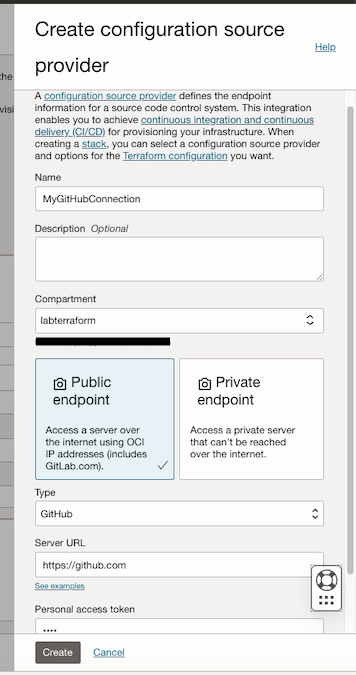 Create configuration source
provider
Help
the
A configuration source provider defines the endpoint
information for a source code control system. This integration
enables you to achieve continuous integration and continuous
delivery (CI/CD) for provisioning your infrastructure. When
creating a stack, you can select a configuration source provider
and options for the Terraform configuration you want.
Name
MyGitHubConnection
Description Optional
Compartment
labterraform
Public
endpoint
Access a server over
the internet using OCI
IP addresses (includes
GitLab.com).
Private
endpoint
Access a private server
that can't be reached
over the internet.
Type
GitHub
Server URL
https://github.com
See examples
Personal access token
••••
Create
Cancel